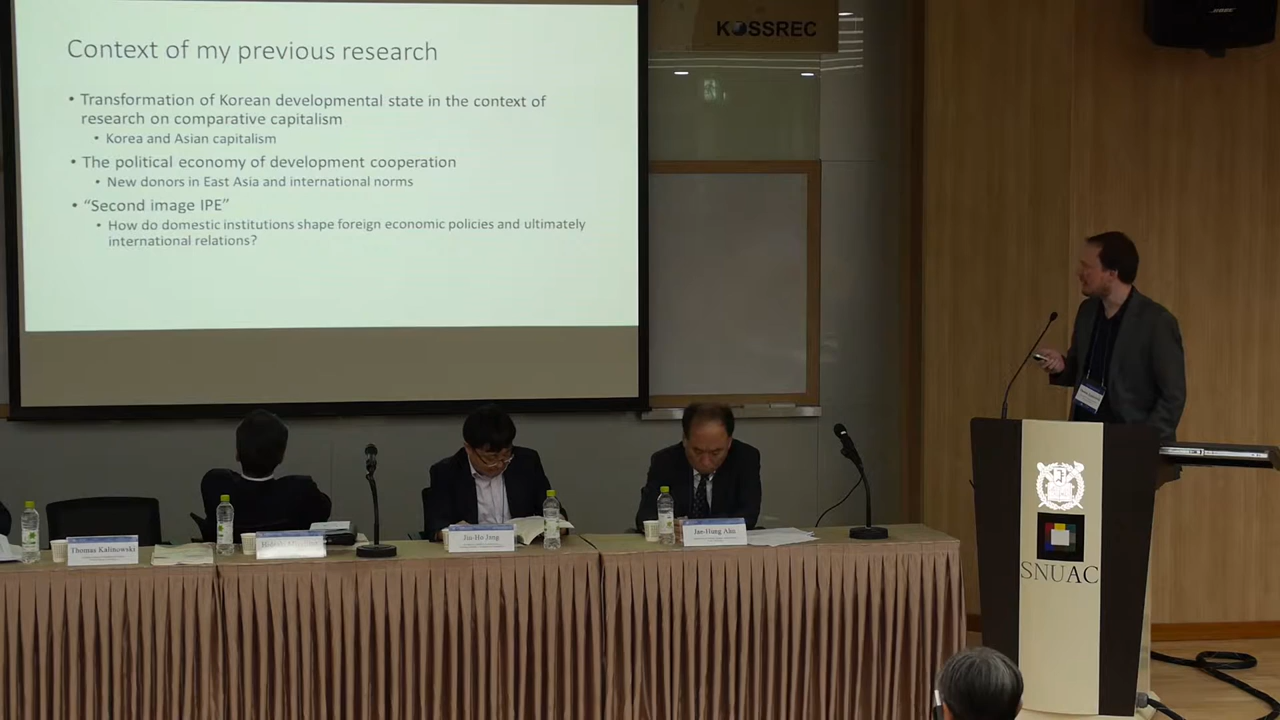 Context of my previous research
• Transformation of Korean developmental state in the context of
research on comparative capitalism
• Korea and Asian capitalism
• The political economy of development cooperation
• New donors in East Asia and international norms
• “Second image IPE”
• How do domestic institutions shape foreign economic policies and ultimately
international relations?
KOSSREC
BOSE
Thomas Kalinowski
Jin-Ho Jang
Jae-Hung Ahn
SNUAC